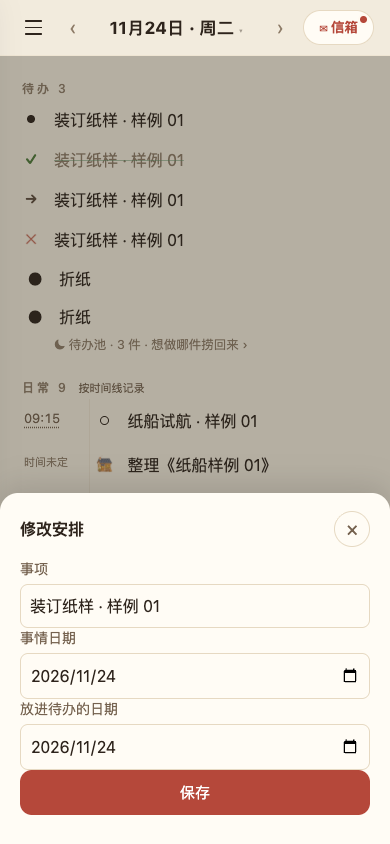 11月24日 · 周二
信箱
待办 3
装订纸样 · 样例 01
装订纸样 · 样例 01
装订纸样 · 样例 01
装订纸样 · 样例 01
折纸
折纸
待办池 · 3 件 · 想做哪件捞回来 ›
日常 9 按时间线记录
09:15 纸船试航 · 样例 01
时间未定 整理《纸船样例 01》
修改安排
事项
装订纸样 · 样例 01
事情日期
2026/11/24
放进待办的日期
2026/11/24
保存